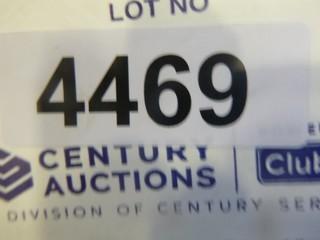 LOT NO
4469
CENTURY
AUCTIONS
Club
DIVISION OF CENTURY SER